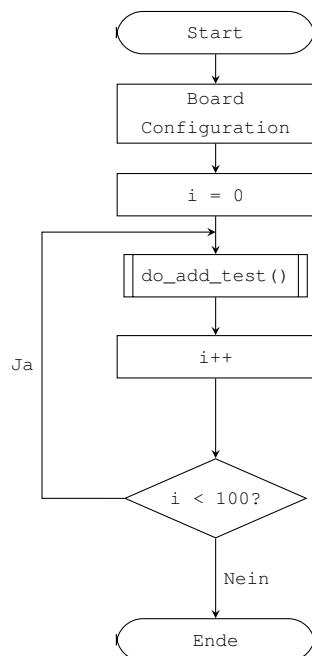 Start
Board
Configuration
i = 0
do_add_test()
i++
Ja
i < 100?
Nein
Ende